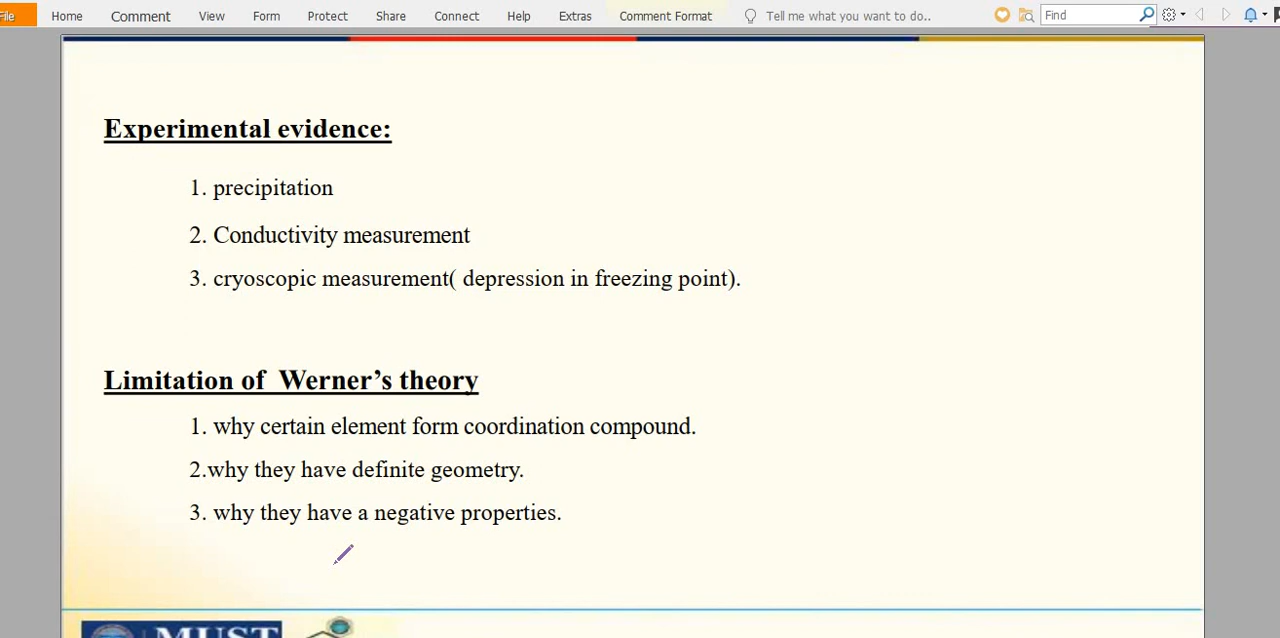 File Home Comment View Form Protect Share Connect Help Extras Comment Format Tell me what you want to do.. Find
Experimental evidence:
1. precipitation
2. Conductivity measurement
3. cryoscopic measurement( depression in freezing point).
Limitation of Werner's theory
1. why certain element form coordination compound.
2.why they have definite geometry.
3. why they have a negative properties.
MUST